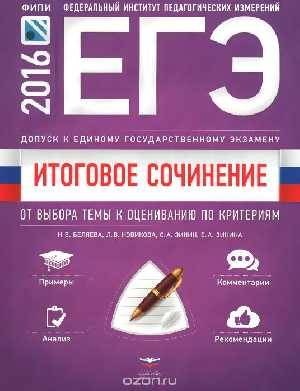 ФИПИ
ФЕДЕРАЛЬНЫЙ ИНСТИТУТ ПЕДАГОГИЧЕСКИХ ИЗМЕРЕНИЙ
2016
ЕГЭ
ДОПУСК К ЕДИНОМУ ГОСУДАРСТВЕННОМУ ЭКЗАМЕНУ
ИТОГОВОЕ СОЧИНЕНИЕ
ОТ ВЫБОРА ТЕМЫ К ОЦЕНИВАНИЮ ПО КРИТЕРИЯМ
Н.В. БЕЛЯЕВА, Л.В. НОВИКОВА, С.А. ЗИНИН, Е.А. ЗИНИНА
Примеры
Комментарии
Анализ
Рекомендации
ozon.ru